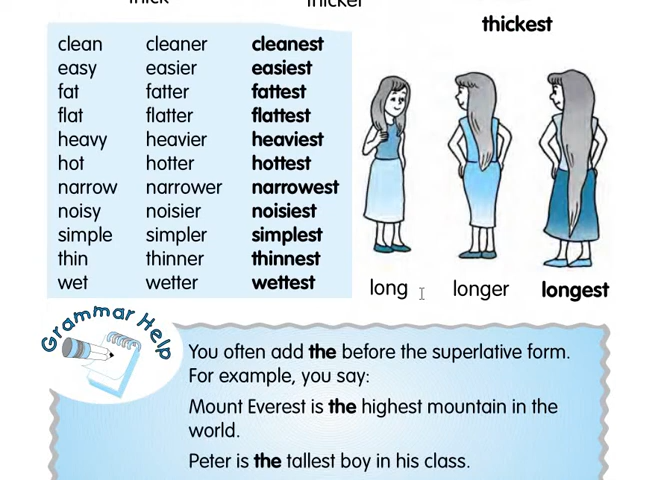 thick thicker
thickest
clean cleaner cleanest
easy easier easiest
fat fatter fattest
flat flatter flattest
heavy heavier heaviest
hot hotter hottest
narrow narrower narrowest
noisy noisier noisiest
simple simpler simplest
thin thinner thinnest
wet wetter wettest
long longer longest
Grammar Help
You often add the before the superlative form.
For example, you say:
Mount Everest is the highest mountain in the
world.
Peter is the tallest boy in his class.